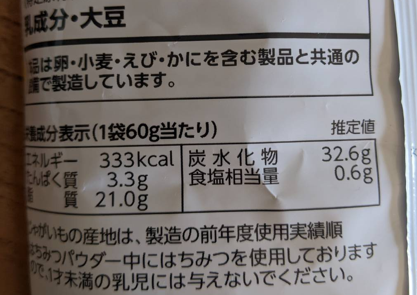 乳成分・大豆
品は卵・小麦・えび・かにを含む製品と共通の
備で製造しています。
栄養成分表示(1袋60g当たり) 推定値
エネルギー 333kcal 炭水化物 32.6g
たんぱく質 3.3g 食塩相当量 0.6g
脂質 21.0g
じゃがいもの産地は、製造の前年度使用実績順
はちみつパウダー中にはちみつを使用しております
ので、1才未満の乳児には与えないでください。